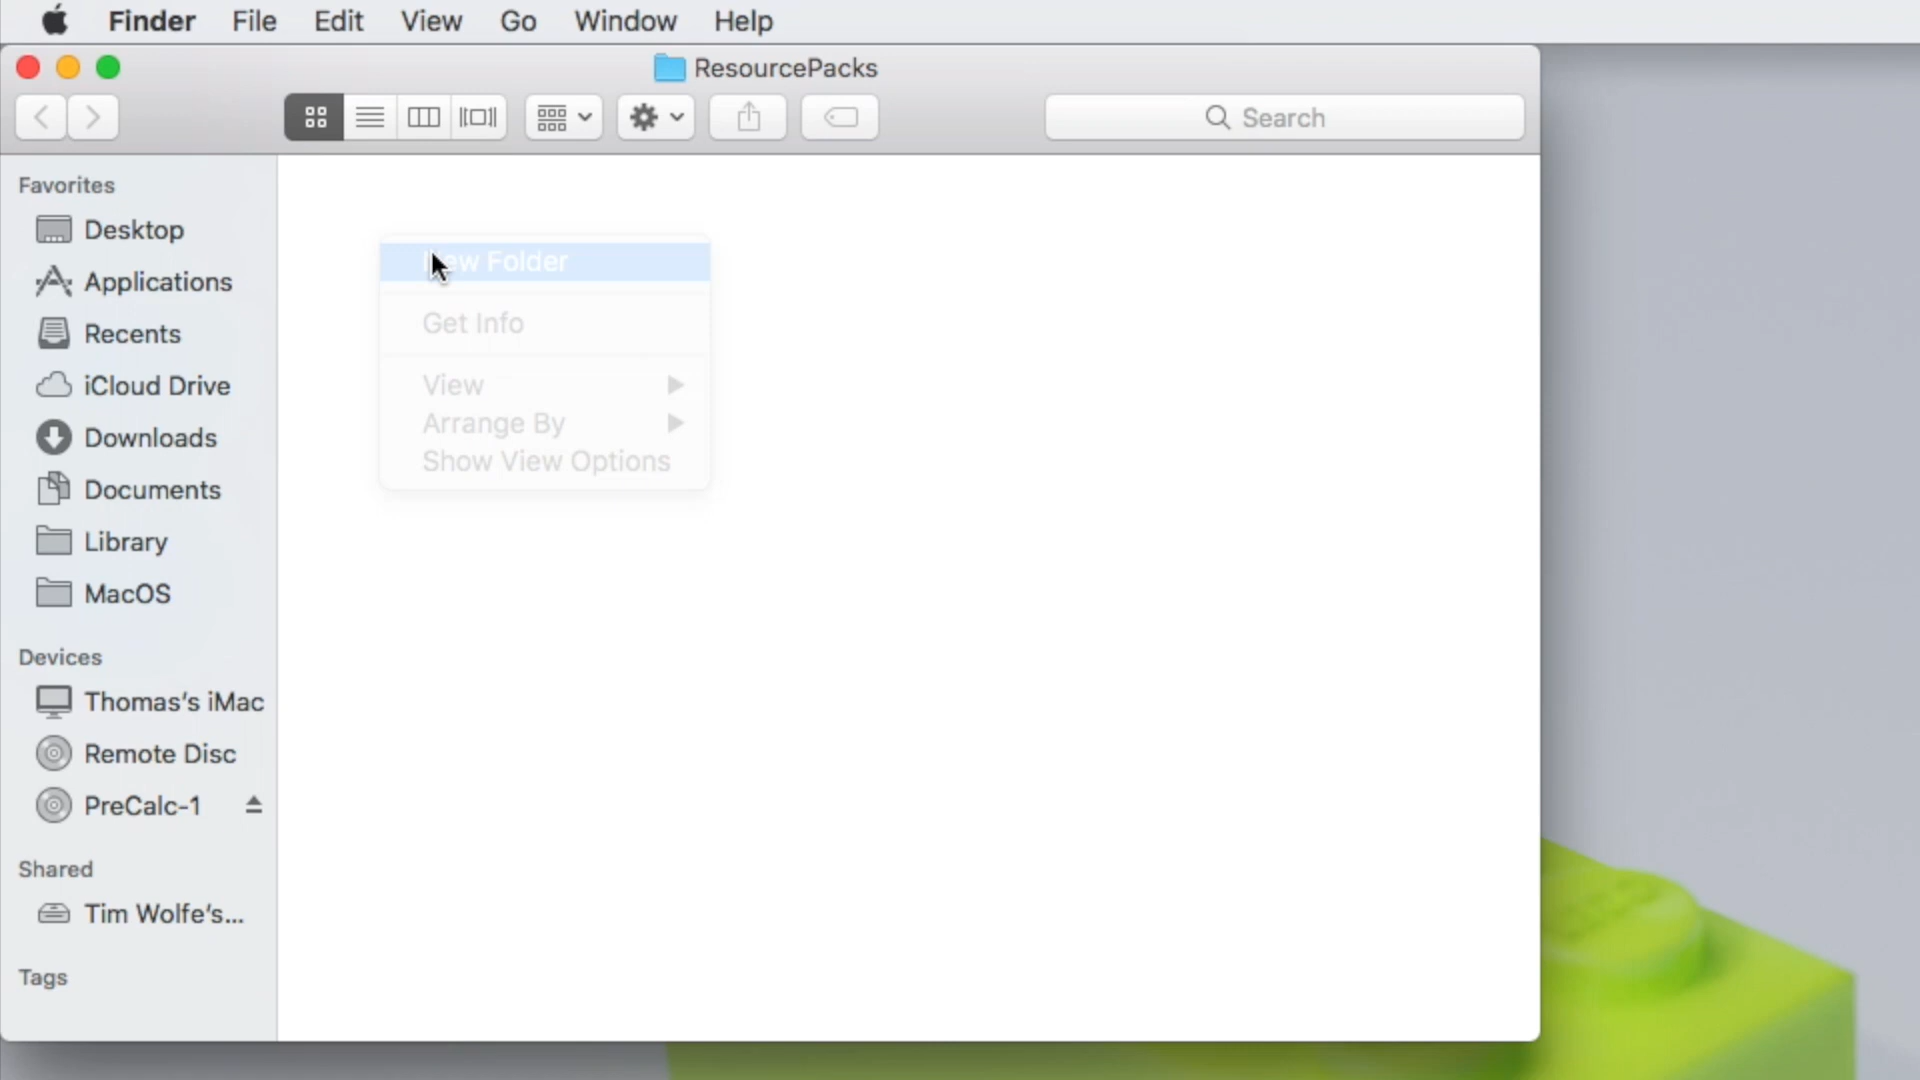 Finder File Edit View Go Window Help
ResourcePacks
Search
Favorites
Desktop
Applications
Recents
iCloud Drive
Downloads
Documents
Library
MacOS
Devices
Thomas's iMac
Remote Disc
PreCalc-1
Shared
Tim Wolfe's...
Tags
New Folder
Get Info
View
Arrange By
Show View Options